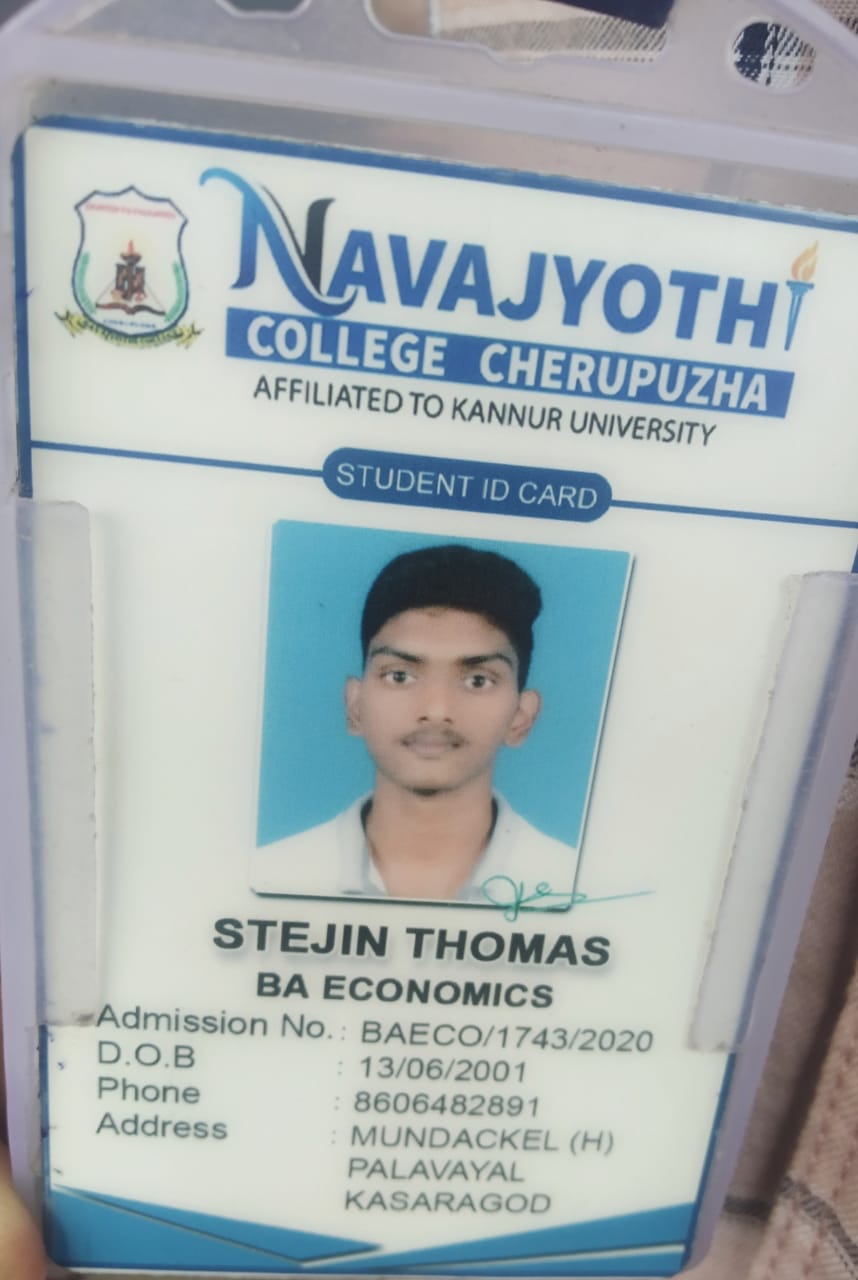 NAVAJYOTHI
COLLEGE CHERUPUZHA
AFFILIATED TO KANNUR UNIVERSITY
STUDENT ID CARD
STEJIN THOMAS
BA ECONOMICS
Admission No. : BAECO/1743/2020
D.O.B : 13/06/2001
Phone : 8606482891
Address : MUNDACKEL (H)
PALAVAYAL
KASARAGOD